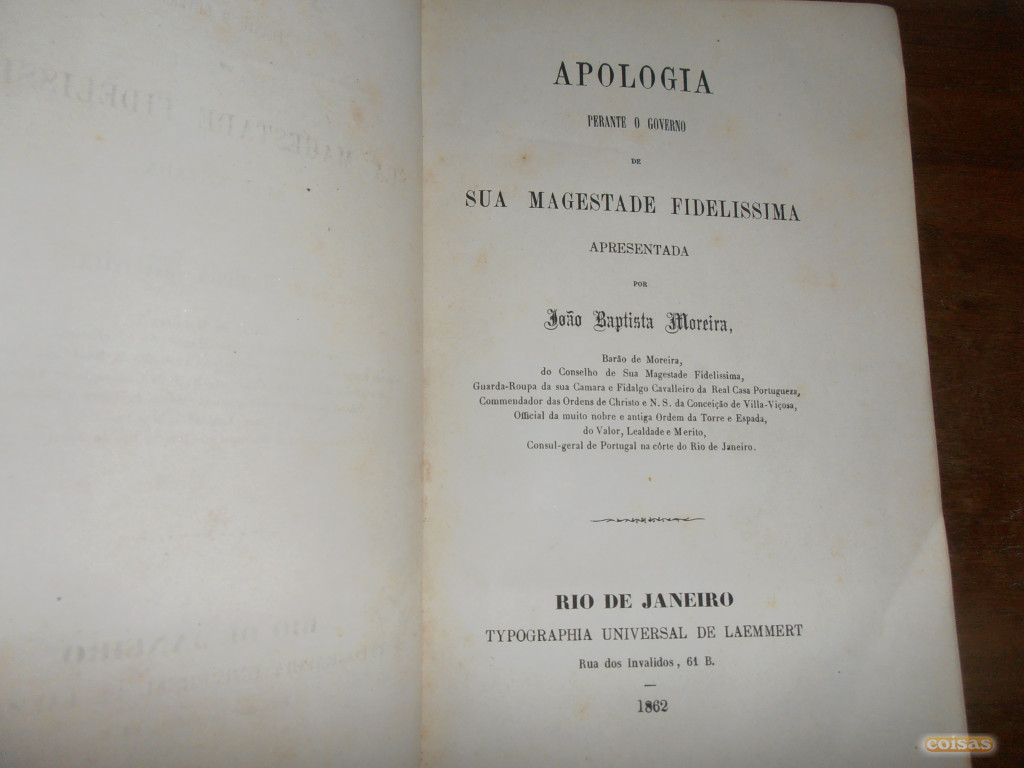 APOLOGIA
PERANTE O GOVERNO
DE
SUA MAGESTADE FIDELISSIMA
APRESENTADA
POR
João Baptista Moreira,
Barão de Moreira,
do Conselho de Sua Magestade Fidelissima,
Guarda-Roupa da sua Camara e Fidalgo Cavalleiro da Real Casa Portugueza,
Commendador das Ordens de Christo e N. S. da Conceição de Villa-Viçosa,
Official da muito nobre e antiga Ordem da Torre e Espada,
do Valor, Lealdade e Merito,
Consul-geral de Portugal na côrte do Rio de Janeiro.
RIO DE JANEIRO
TYPOGRAPHIA UNIVERSAL DE LAEMMERT
Rua dos Invalidos, 61 B.
1862
coisas